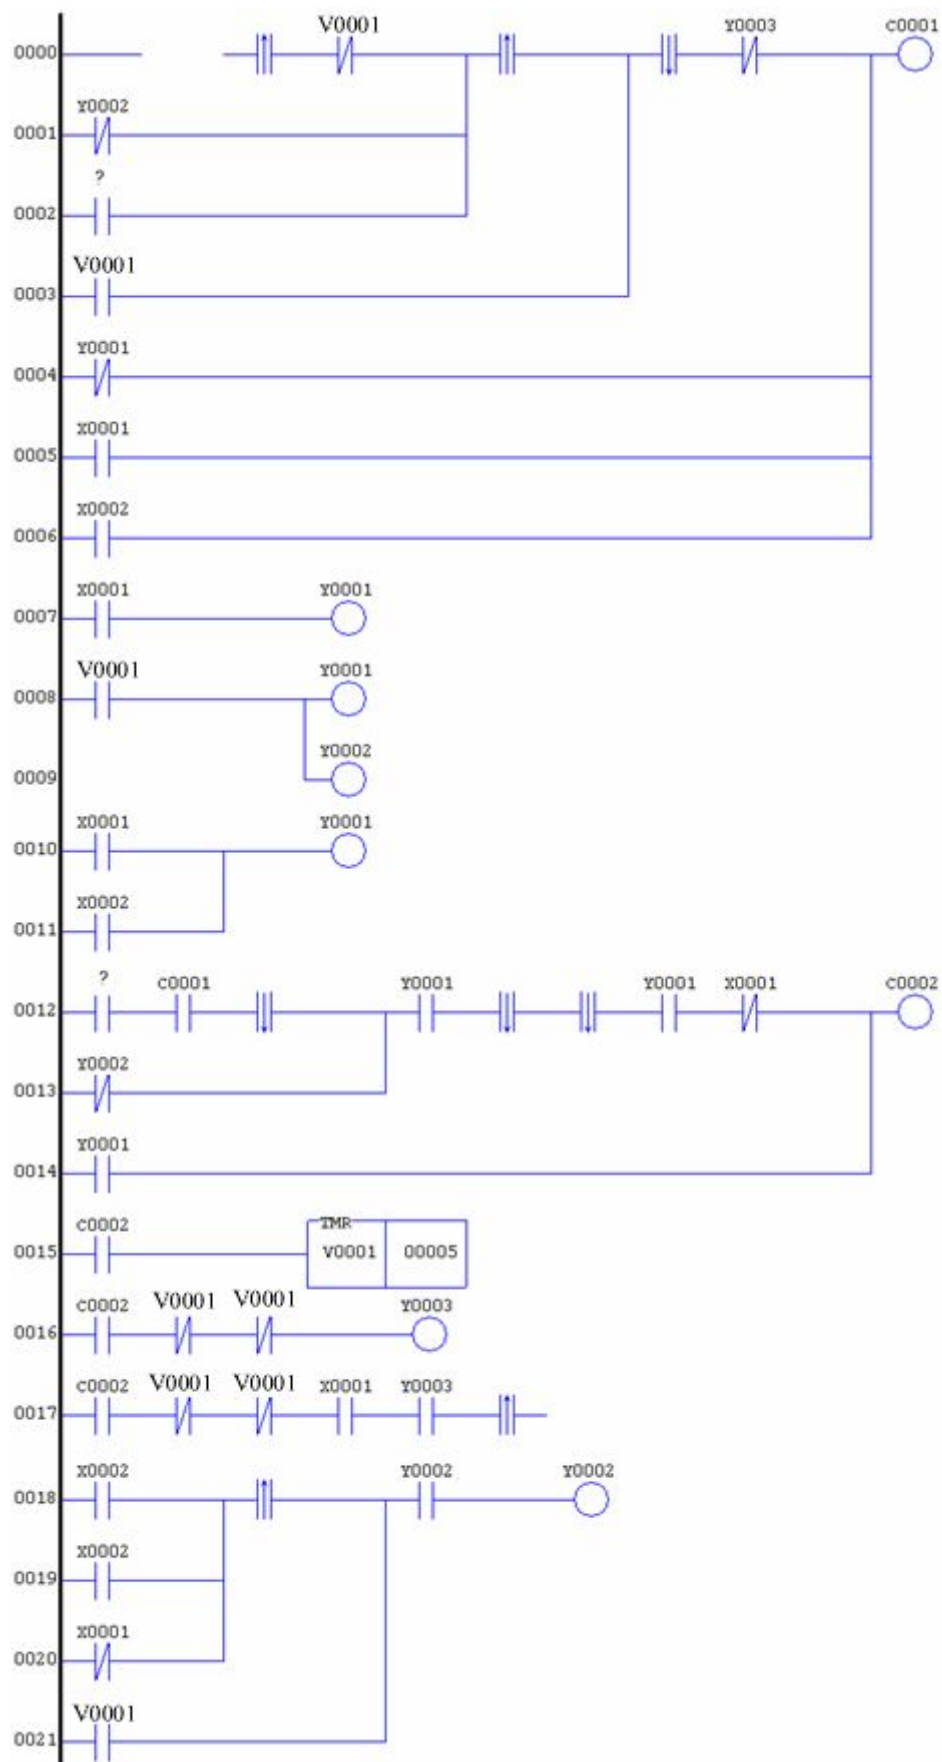 V0001 Y0003 C0001
0000
Y0002
0001
?
0002
V0001
0003
Y0001
0004
X0001
0005
X0002
0006
X0001 Y0001
0007
V0001 Y0001
0008
Y0002
0009
X0001 Y0001
0010
X0002
0011
? C0001 Y0001 Y0001 X0001 C0002
0012
Y0002
0013
Y0001
0014
C0002 TMR
0015 V0001 00005
C0002 V0001 V0001 Y0003
0016
C0002 V0001 V0001 X0001 Y0003
0017
X0002 Y0002 Y0002
0018
X0002
0019
X0001
0020
V0001
0021